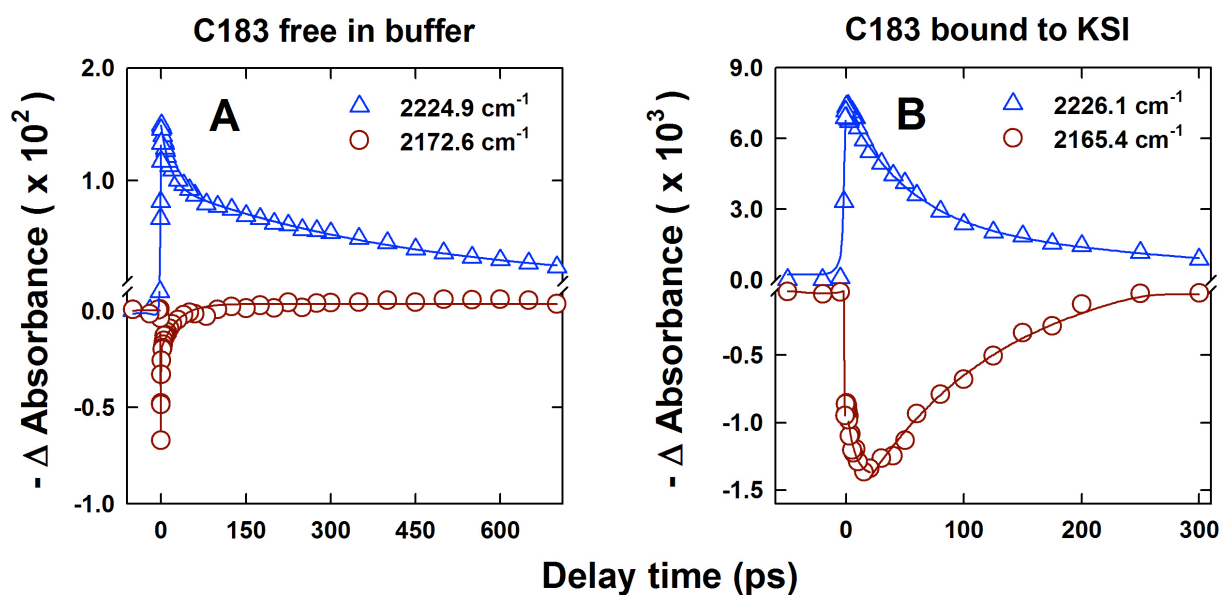 C183 free in buffer
C183 bound to KSI
- Δ Absorbance ( x 10²)
2.0
1.0
0.0
-0.5
-1.0
A
2224.9 cm⁻¹
2172.6 cm⁻¹
0
150
300
450
600
- Δ Absorbance ( x 10³)
9.0
6.0
3.0
0.0
-0.5
-1.0
-1.5
B
2226.1 cm⁻¹
2165.4 cm⁻¹
0
100
200
300
Delay time (ps)